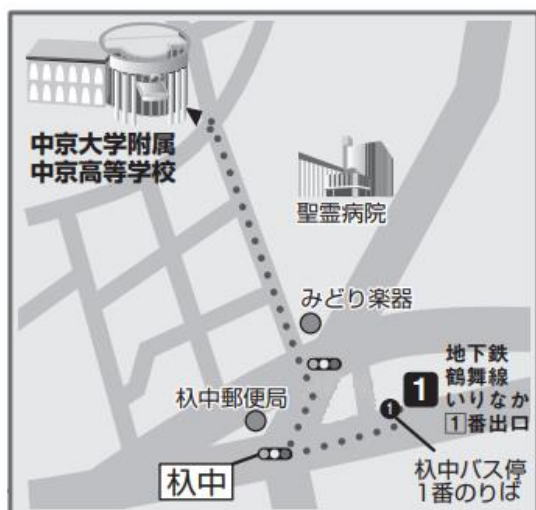 中京大学附属
中京高等学校
聖霊病院
みどり楽器
杁中郵便局
杁中
1
地下鉄
鶴舞線
いりなか
1番出口
1
杁中バス停
1番のりば